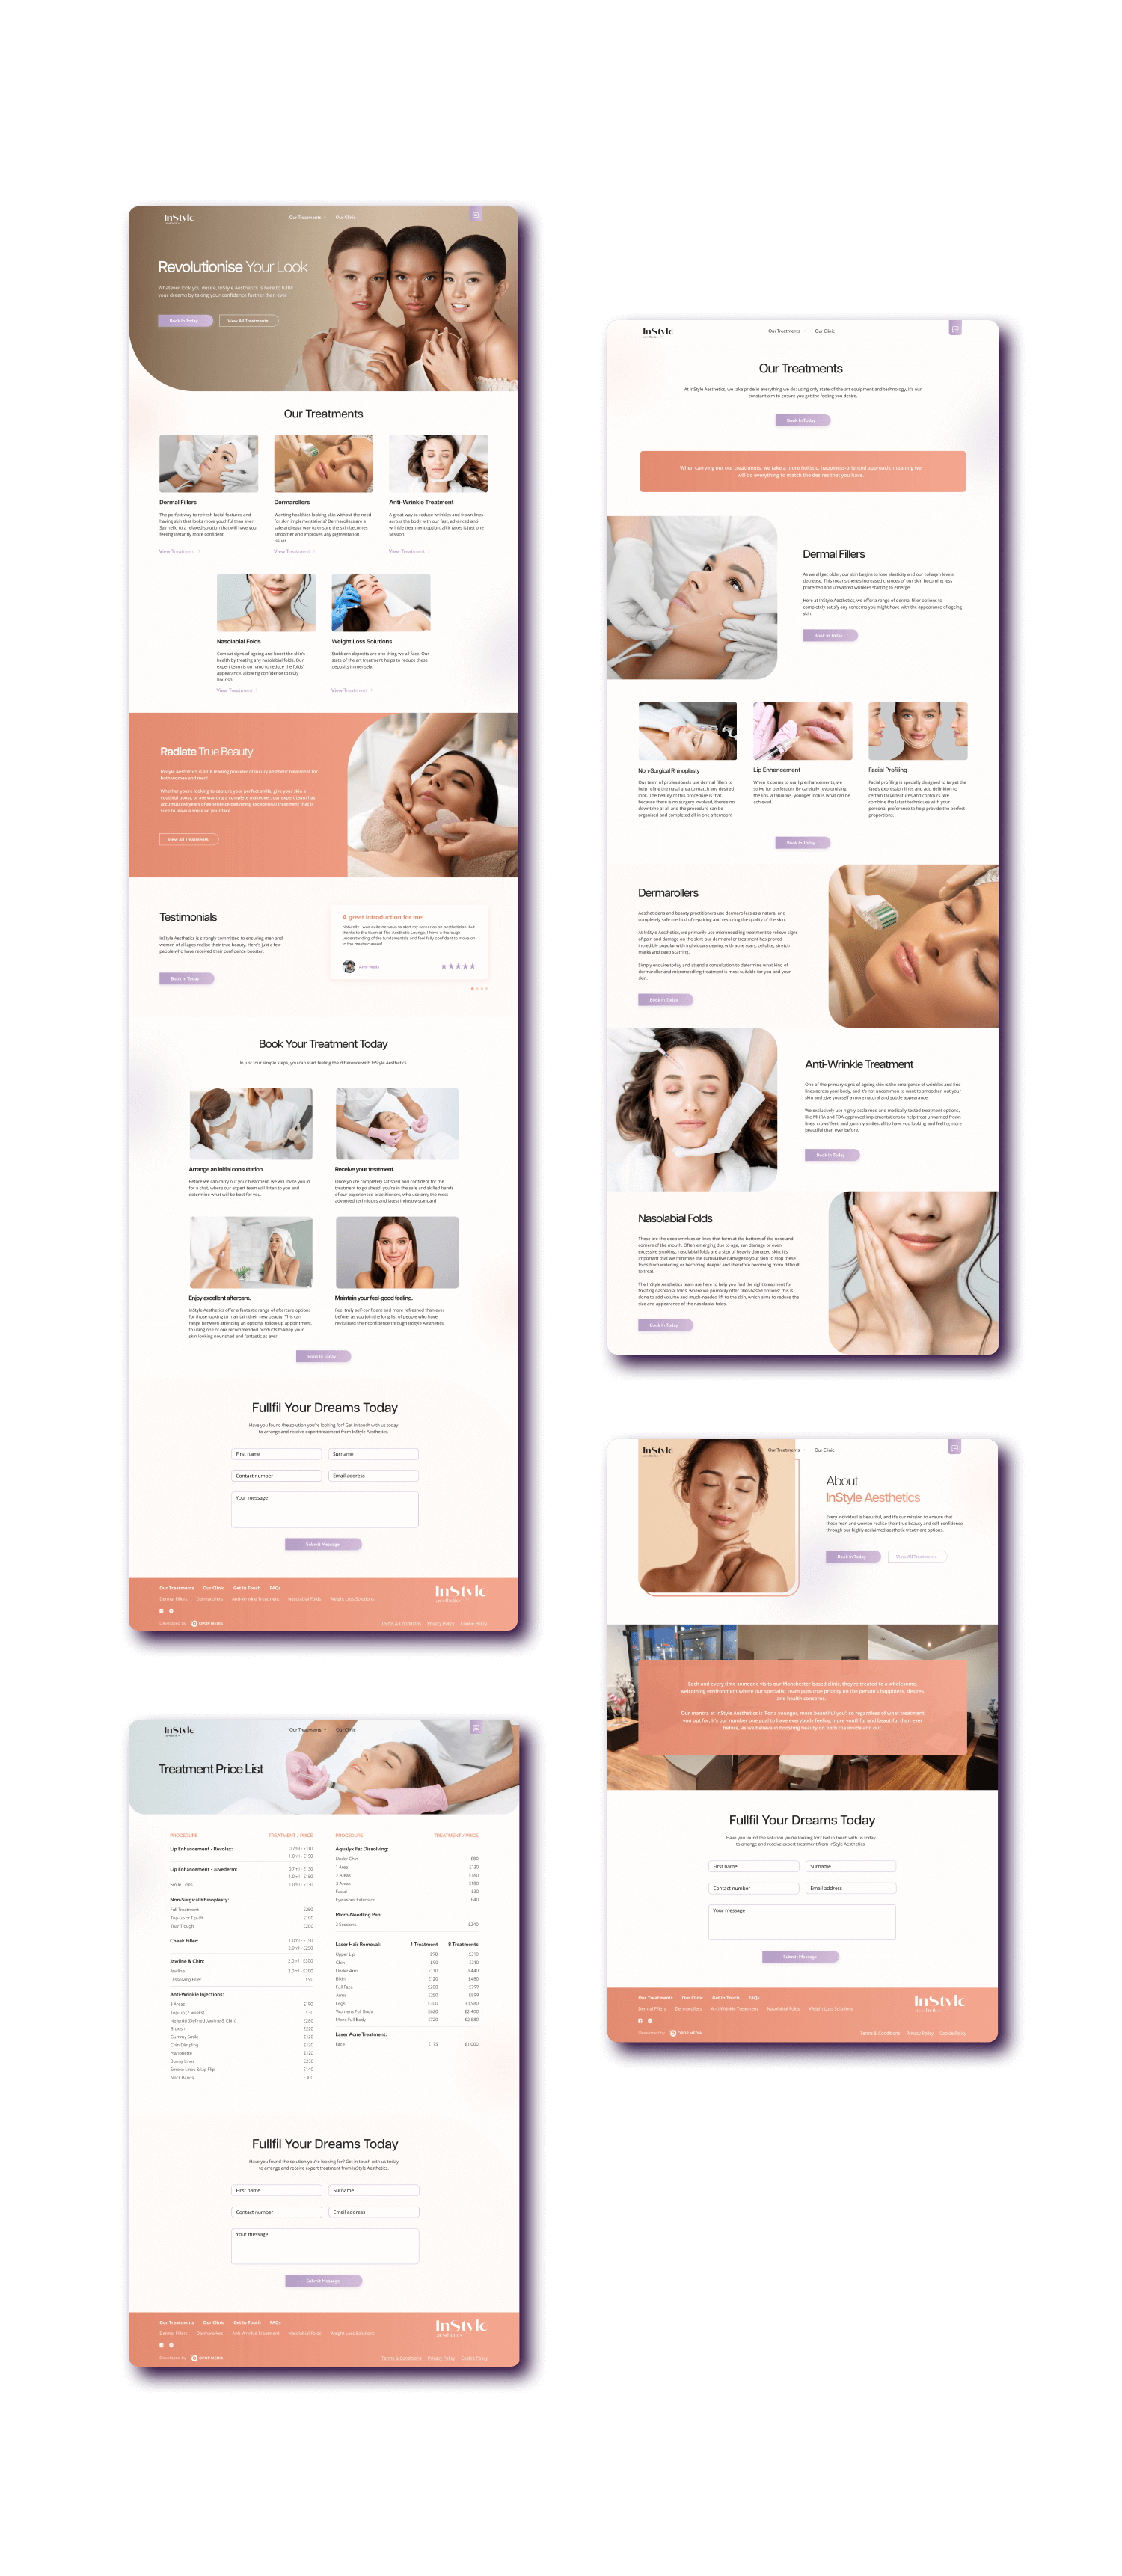 InStyle
Our Treatments
Our Clinic
Revolutionise Your Look
Whatever look you desire, InStyle Aesthetics is here to fulfil
your dreams by taking your confidence further than ever
Book In Today
View All Treatments
Our Treatments
Dermal Fillers
The perfect way to refresh facial features and
having skin that looks more youthful than ever.
Say hello to a relaxed solution that will have you
feeling instantly more confident.
View Treatment
Dermarollers
Wanting healthier-looking skin without the need
for skin implementations? Dermarollers are a
safe and easy way to ensure the skin becomes
smoother and improves any pigmentation
issues.
View Treatment
Anti-Wrinkle Treatment
A great way to reduce wrinkles and frown lines
across the body with our fast, advanced anti-
wrinkle treatment option: all it takes is just one
session.
View Treatment
Nasolabial Folds
Combat signs of ageing and boost the skin's
health by treating any nasolabial folds. Our
expert team is on hand to reduce the folds'
appearance, allowing confidence to truly
flourish.
View Treatment
Weight Loss Solutions
Stubborn deposits are one thing we all face. Our
state of the art treatment helps to reduce these
deposits immensely.
View Treatment
Radiate True Beauty
InStyle Aesthetics is a UK leading provider of luxury aesthetic treatment for
both women and men!
Whether you're looking to capture your perfect smile, give your skin a
youthful boost, or are wanting a complete makeover: our expert team has
accumulated years of experience delivering exceptional treatment that is
sure to leave a smile on your face.
View All Treatments
Testimonials
InStyle Aesthetics is strongly committed to ensuring men and
women of all ages realise their true beauty. Here's just a few
people who have received their confidence booster.
Book In Today
A great introduction for me!
Naturally I was quite nervous to start my career as an aesthetician, but
thanks to the team at The Aesthetic Lounge, I have a thorough
understanding of the fundamentals and feel fully confident to move on
to the masterclasses!
Amy Wells
Book Your Treatment Today
In just four simple steps, you can start feeling the difference with InStyle Aesthetics.
Arrange an initial consultation.
Before we can carry out your treatment, we will invite you in
for a chat, where our expert team will listen to you and
determine what will be best for you.
Receive your treatment.
Once you're completely satisfied and confident for the
treatment to go ahead, you're in the safe and skilled hands
of our experienced practitioners, who use only the most
advanced techniques and latest industry-standard
Enjoy excellent aftercare.
InStyle Aesthetics offer a fantastic range of aftercare options
for those looking to maintain their new beauty. This can
range between attending an optional follow-up appointment,
to using one of our recommended products to keep your
skin looking nourished and fantastic as ever.
Maintain your feel-good feeling.
Feel truly self-confident and more refreshed than ever
before, as you join the long list of people who have
revitalised their confidence through InStyle Aesthetics.
Book In Today
Fullfil Your Dreams Today
Have you found the solution you're looking for? Get in touch with us today
to arrange and receive expert treatment from InStyle Aesthetics.
First name
Surname
Contact number
Email address
Your message
Submit Message
Our Treatments Our Clinic Get In Touch FAQs
Dermal Fillers Dermarollers Anti-Wrinkle Treatment Nasolabial Folds Weight Loss Solutions
Developed by OPOP MEDIA
InStyle
AESTHETICS
Terms & Conditions Privacy Policy Cookie Policy
InStyle
Our Treatments
Our Clinic
Treatment Price List
PROCEDURE TREATMENT / PRICE
Lip Enhancement - Revolax:
0.7ml - £110
1.0ml - £150
Lip Enhancement - Juvederm:
0.7ml - £130
1.0ml - £160
Smile Lines 1.0ml - £130
Non-Surgical Rhinoplasty:
Full Treatment £250
£100
Tear Trough £200
Cheek Filler:
1.0ml - £150
2.0ml - £250
Jawline & Chin: 2.0ml - £300
Jawline 2.0ml - £300
Dissolving Filler £90
Anti-Wrinkle Injections:
3 Areas £180
Top-up (2 weeks) £30
Nefertiti (Defined Jawline & Chin) £280
Bruxism £220
Gummy Smile £120
Chin Dimpling £120
Marionette £120
Bunny Lines £220
Smoke Lines & Lip Flip £140
Neck Bands £300
PROCEDURE TREATMENT / PRICE
Aqualyx Fat Dissolving:
Under Chin £80
1 Area £100
2 Areas £160
3 Areas £180
Facial £30
Eyelashes Extension £40
Micro-Needling Pen:
3 Sessions £240
Laser Hair Removal: 1 Treatment 8 Treatments
Upper Lip £90 £310
Chin £90 £310
Under Arm £110 £440
Bikini £120 £480
Full Face £200 £799
Arms £250 £899
Legs £300 £1,980
Womens Full Body £620 £2,400
Mens Full Body £720 £2,880
Laser Acne Treatment:
Face £175 £1,000
Fullfil Your Dreams Today
Have you found the solution you're looking for? Get in touch with us today
to arrange and receive expert treatment from InStyle Aesthetics.
First name
Surname
Contact number
Email address
Your message
Submit Message
Our Treatments Our Clinic Get In Touch FAQs
Dermal Fillers Dermarollers Anti-Wrinkle Treatment Nasolabial Folds Weight Loss Solutions
Developed by OPOP MEDIA
InStyle
AESTHETICS
Terms & Conditions Privacy Policy Cookie Policy
InStyle
Our Treatments
Our Clinic
Our Treatments
At InStyle Aesthetics, we take pride in everything we do: using only state-of-the art equipment and technology, it's our
constant aim to ensure you get the feeling you desire.
Book In Today
When carrying out our treatments, we take a more holistic, happiness-oriented approach, meaning we
will do everything to match the desires that you have.
Dermal Fillers
As we all get older, our skin begins to lose elasticity and our collagen levels
decrease. This means there's increased chances of our skin becoming less
protected and unwanted wrinkles starting to emerge.
Here at InStyle Aesthetics, we offer a range of dermal filler options to
completely satisfy any concerns you might have with the appearance of ageing
skin.
Book In Today
Non-Surgical Rhinoplasty
Our team of professionals use dermal fillers to
help refine the nasal area to match any desired
look. The beauty of this procedure is that,
because there is no surgery involved, there's no
downtime at all and the procedure can be
organised and completed all in one afternoon!
Lip Enhancement
When it comes to our lip enhancements, we
strive for perfection. By carefully revolumising
the lips, a fabulous, younger look is what can be
achieved.
Facial Profiling
Facial profiling is specially designed to target the
face's expression lines and add definition to
certain facial features and contours. We
combine the latest techniques with your
personal preference to help provide the perfect
proportions.
Book In Today
Dermarollers
Aestheticians and beauty practitioners use dermarollers as a natural and
completely safe method of repairing and restoring the quality of the skin.
At InStyle Aesthetics, we primarily use microneedling treatment to relieve signs
of pain and damage on the skin: our dermaroller treatment has proved
incredibly popular with individuals dealing with acne scars, cellulite, stretch
marks and deep scarring.
Simply enquire today and attend a consultation to determine what kind of
dermaroller and microneedling treatment is most suitable for you and your
skin.
Book In Today
Anti-Wrinkle Treatment
One of the primary signs of ageing skin is the emergence of wrinkles and fine
lines across your body, and it's not uncommon to want to smoothen out your
skin and give yourself a more natural and subtle appearance.
We exclusively use highly-acclaimed and medically-tested treatment options,
like MHRA and FDA-approved implementations to help treat unwanted frown
lines, crows' feet, and gummy smiles: all to have you looking and feeling more
beautiful than ever before.
Book In Today
Nasolabial Folds
These are the deep wrinkles or lines that form at the bottom of the nose and
corners of the mouth. Often emerging due to age, sun damage or even
excessive smoking, nasolabial folds are a sign of heavily-damaged skin: it's
important that we minimise the cumulative damage to your skin to stop these
folds from widening or becoming deeper and therefore becoming more difficult
to treat.
The InStyle Aesthetics team are here to help you find the right treatment for
treating nasolabial folds, where we primarily offer filler-based options: this is
done to add volume and much-needed lift to the skin, which aims to reduce the
size and appearance of the nasolabial folds.
Book In Today
InStyle
Our Treatments
Our Clinic
About
InStyle Aesthetics
Every individual is beautiful, and it's our mission to ensure that
these men and women realise their true beauty and self-confidence
through our highly-acclaimed aesthetic treatment options.
Book In Today
View All Treatments
Each and every time someone visits our Manchester-based clinic, they're treated to a wholesome,
welcoming environment where our specialist team puts true priority on the person's happiness, desires,
and health concerns.
Our mantra at InStyle Aesthetics is 'For a younger, more beautiful you!' so regardless of what treatment
you opt for, it's our number one goal to have everybody feeling more youthful and beautiful than ever
before, as we believe in boosting beauty on both the inside and out.
Fullfil Your Dreams Today
Have you found the solution you're looking for? Get in touch with us today
to arrange and receive expert treatment from InStyle Aesthetics.
First name
Surname
Contact number
Email address
Your message
Submit Message
Our Treatments Our Clinic Get In Touch FAQs
Dermal Fillers Dermarollers Anti-Wrinkle Treatment Nasolabial Folds Weight Loss Solutions
Developed by OPOP MEDIA
InStyle
AESTHETICS
Terms & Conditions Privacy Policy Cookie Policy